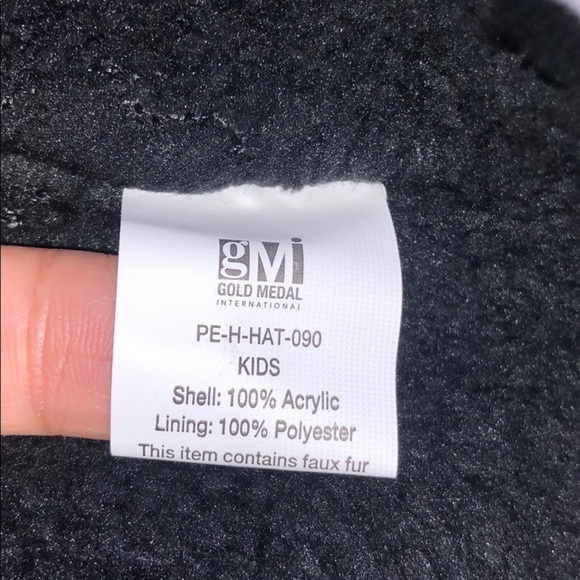 gMi
GOLD MEDAL
INTERNATIONAL
PE-H-HAT-090
KIDS
Shell: 100% Acrylic
Lining: 100% Polyester
This item contains faux fur